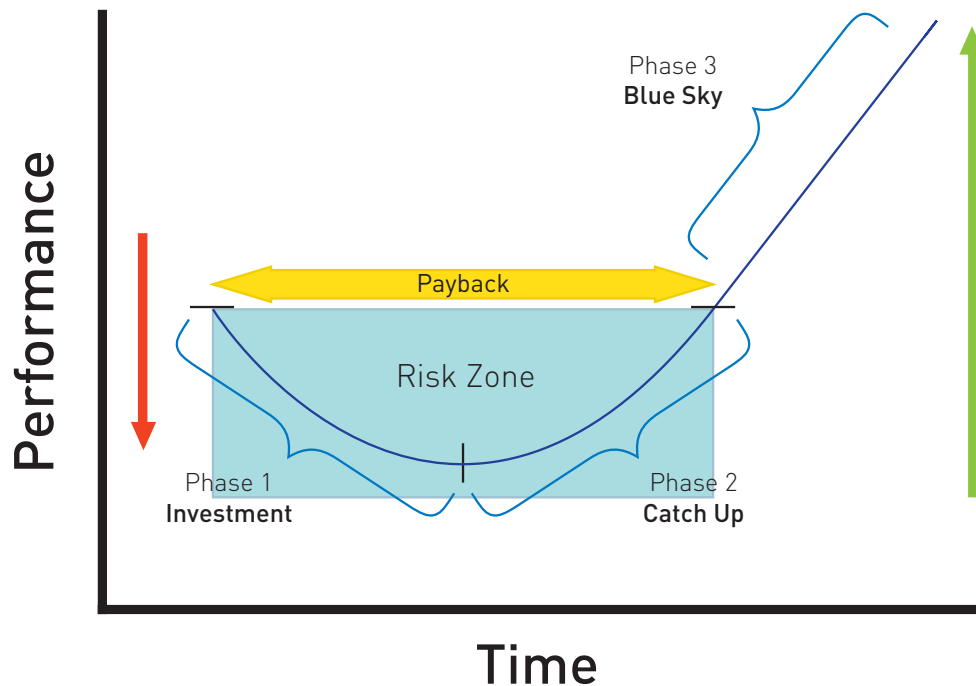 Phase 3
Blue Sky
Performance
Payback
Risk Zone
Phase 1
Investment
Phase 2
Catch Up
Time